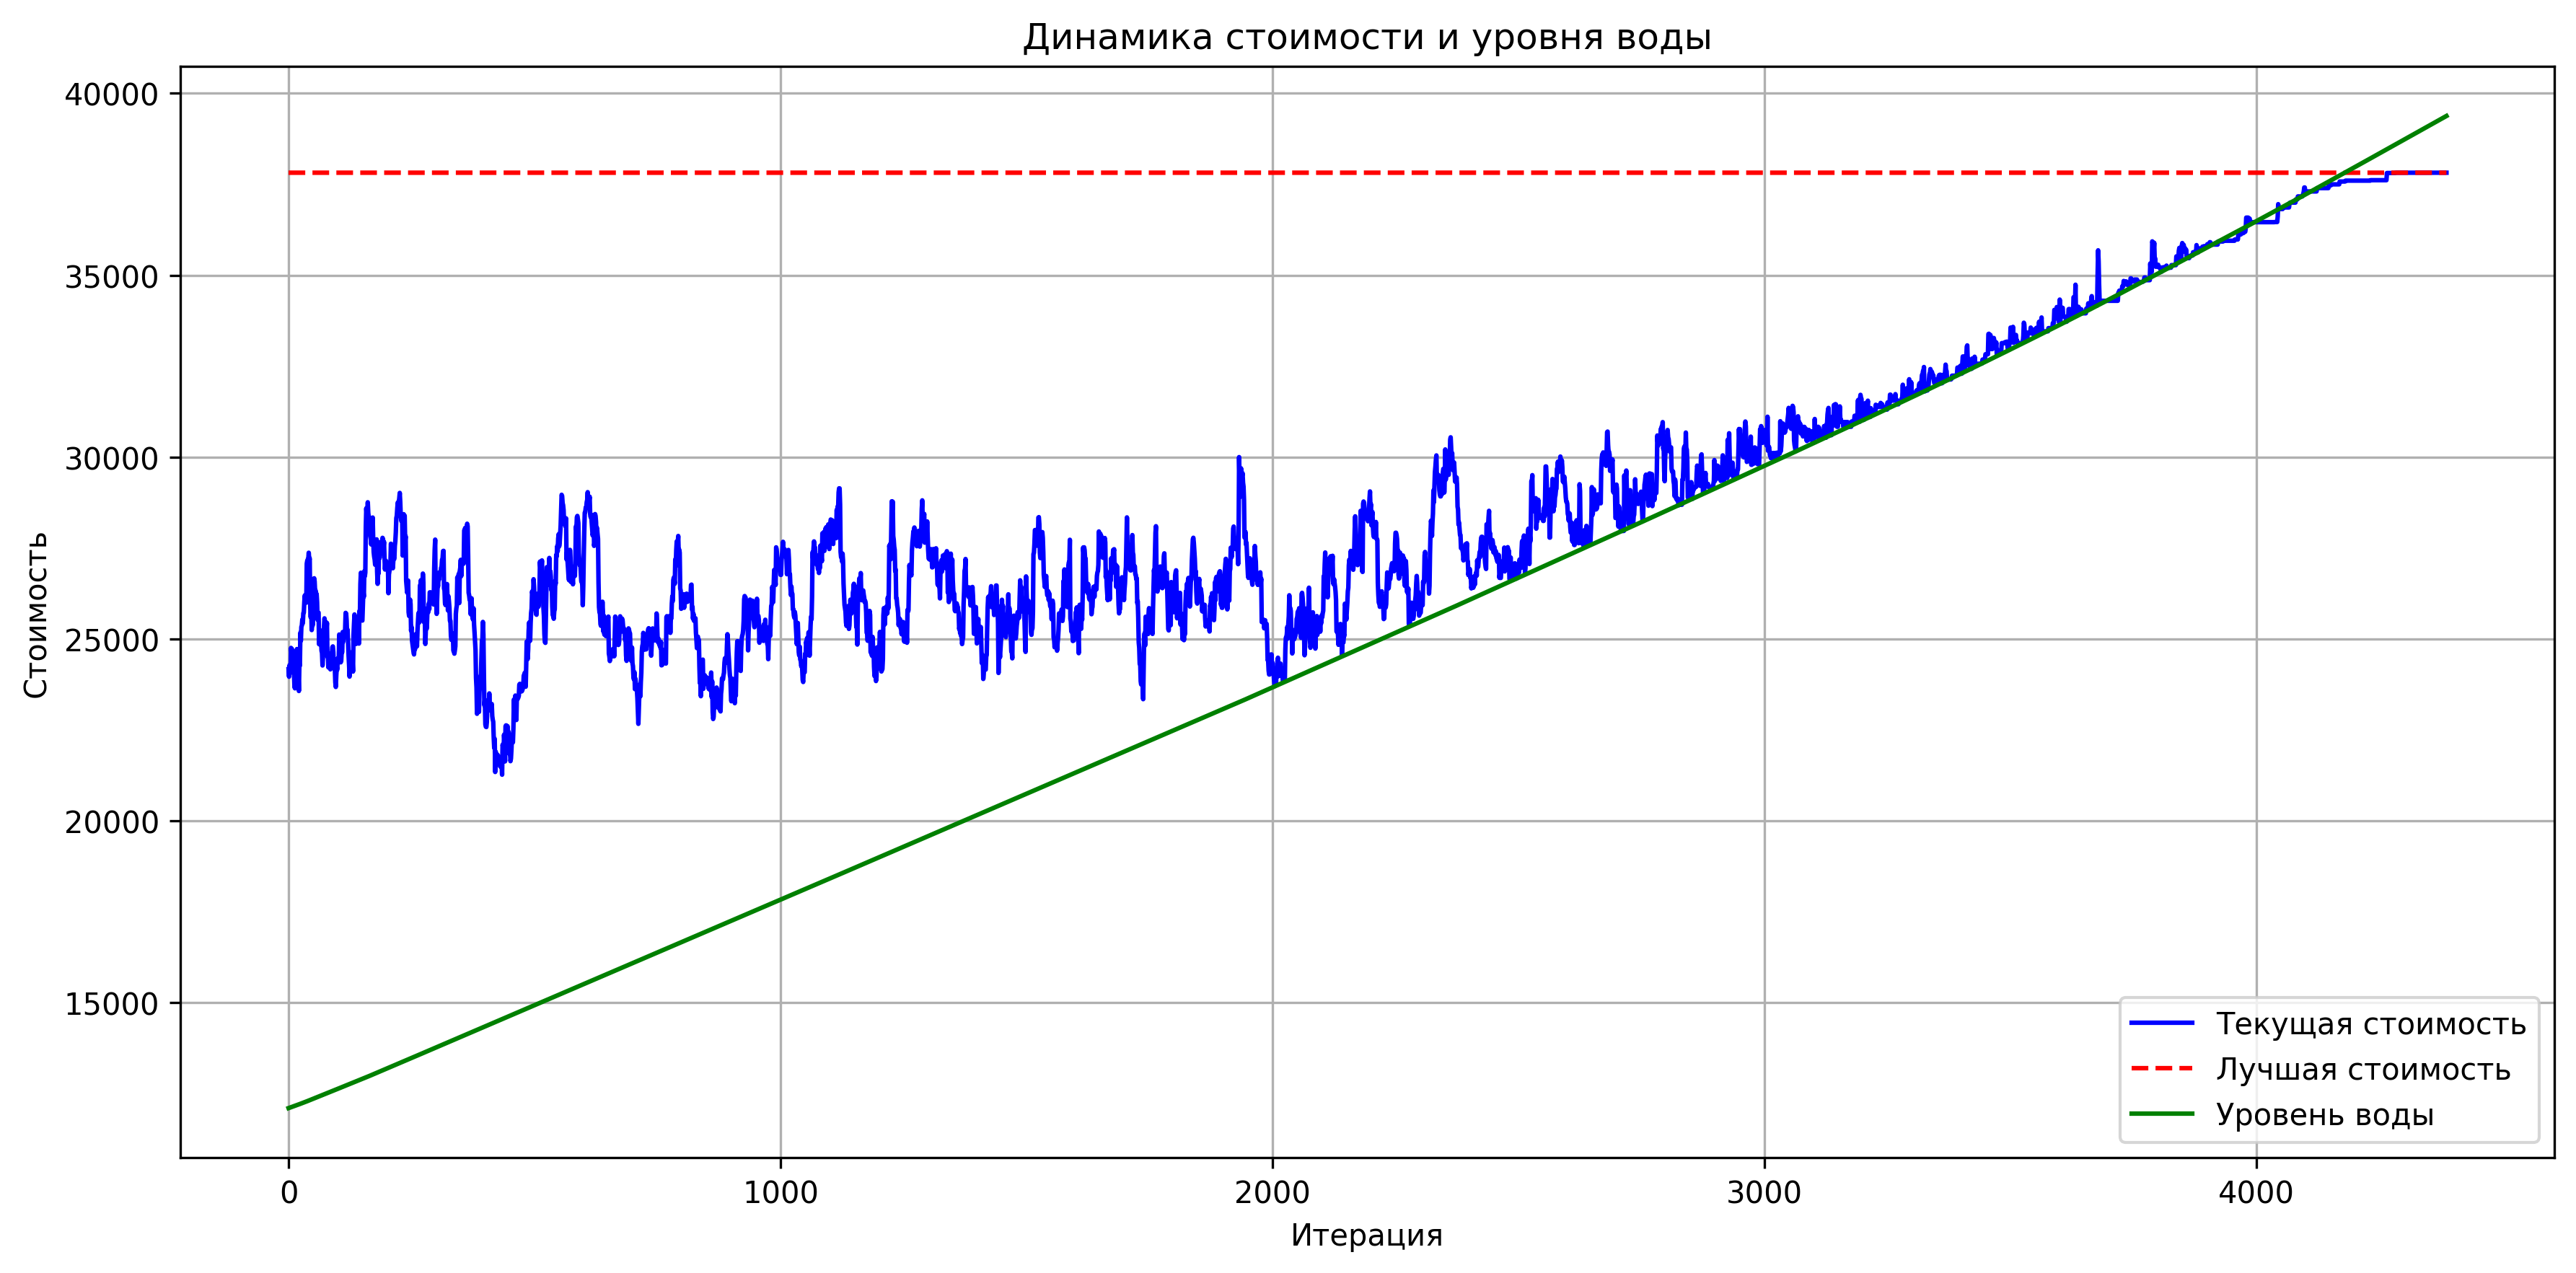 Динамика стоимости и уровня воды
40000
35000
30000
25000
20000
15000
Стоимость
0 1000 2000 3000 4000
Итерация
Текущая стоимость
Лучшая стоимость
Уровень воды